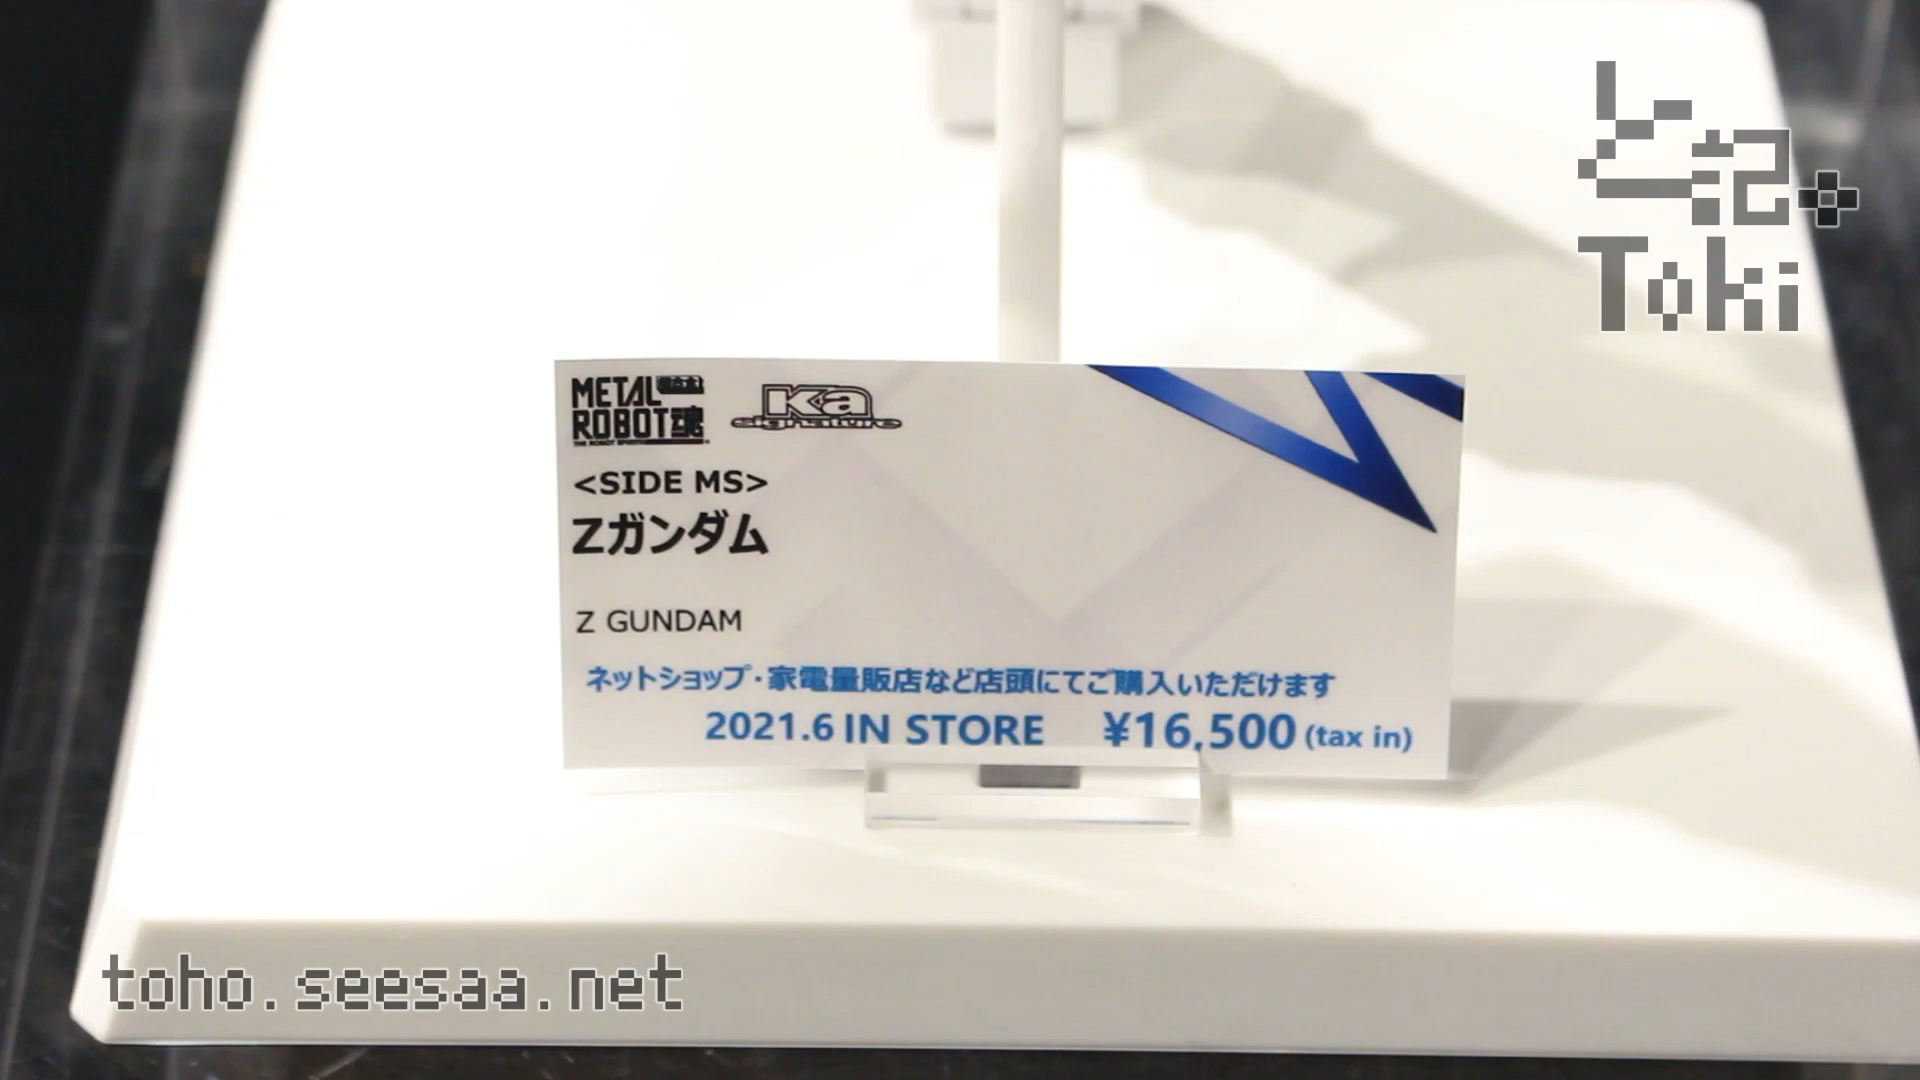 と記
Toki
METAL
ROBOT魂
THE ROBOT SPIRITS
Ka
signature
<SIDE MS>
Zガンダム
Z GUNDAM
ネットショップ・家電量販店など店頭にてご購入いただけます
2021.6 IN STORE ¥16,500 (tax in)
toho.seesaa.net